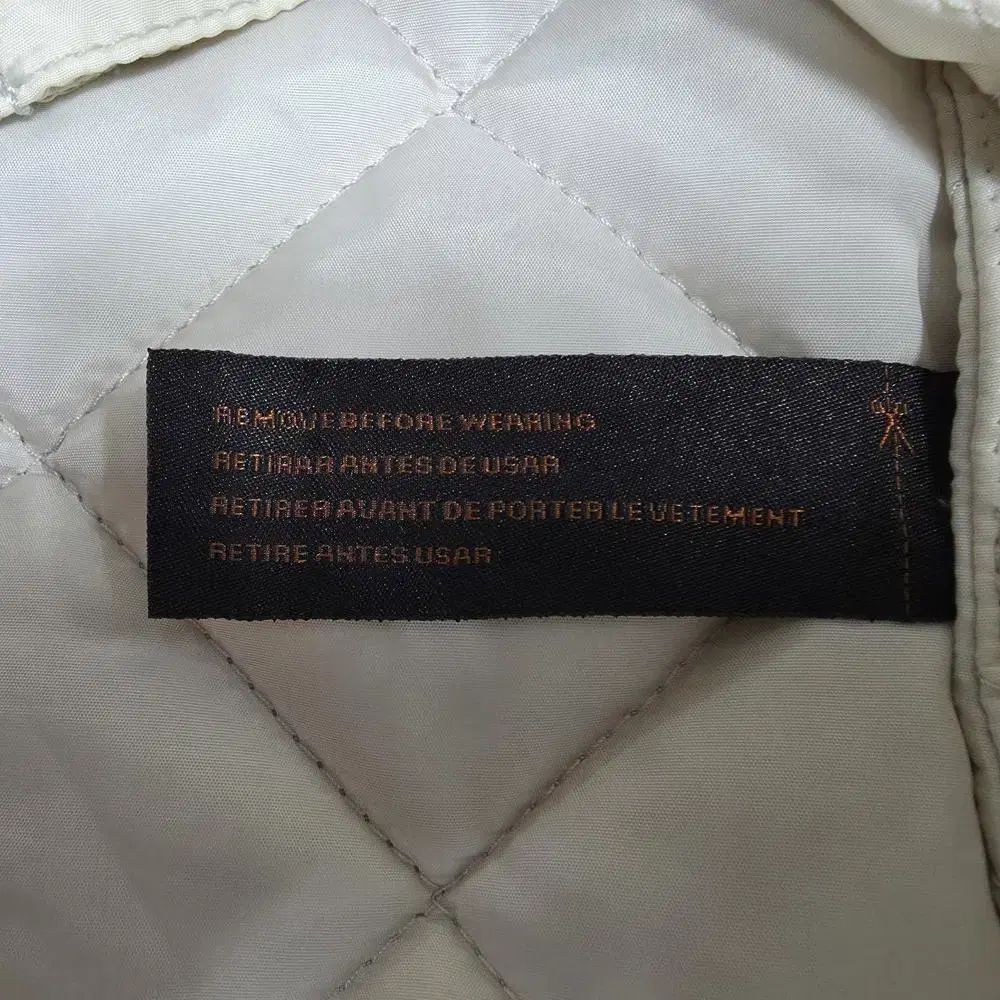 REMOVE BEFORE WEARING
RETIRAR ANTES DE USAR
RETIRER AVANT DE PORTER LE VETEMENT
RETIRE ANTES USAR